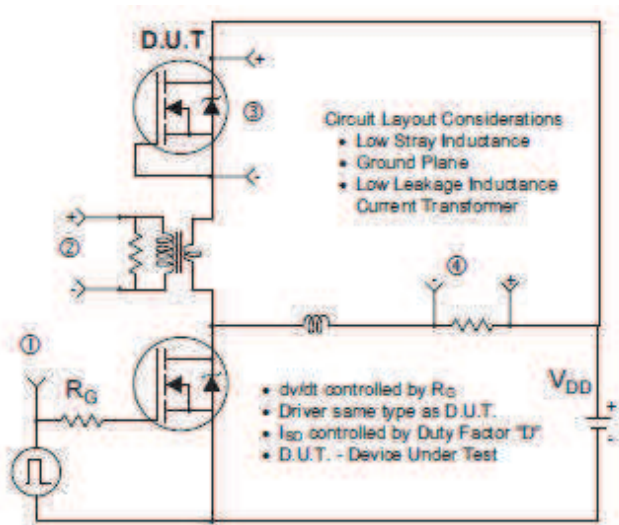 D.U.T
+
③
-
Circuit Layout Considerations
• Low Stray Inductance
• Ground Plane
• Low Leakage Inductance
Current Transformer
+
②
-
④
- +
①
R_G
V_DD
+
-
• dv/dt controlled by R_G
• Driver same type as D.U.T.
• I_SD controlled by Duty Factor "D"
• D.U.T. - Device Under Test